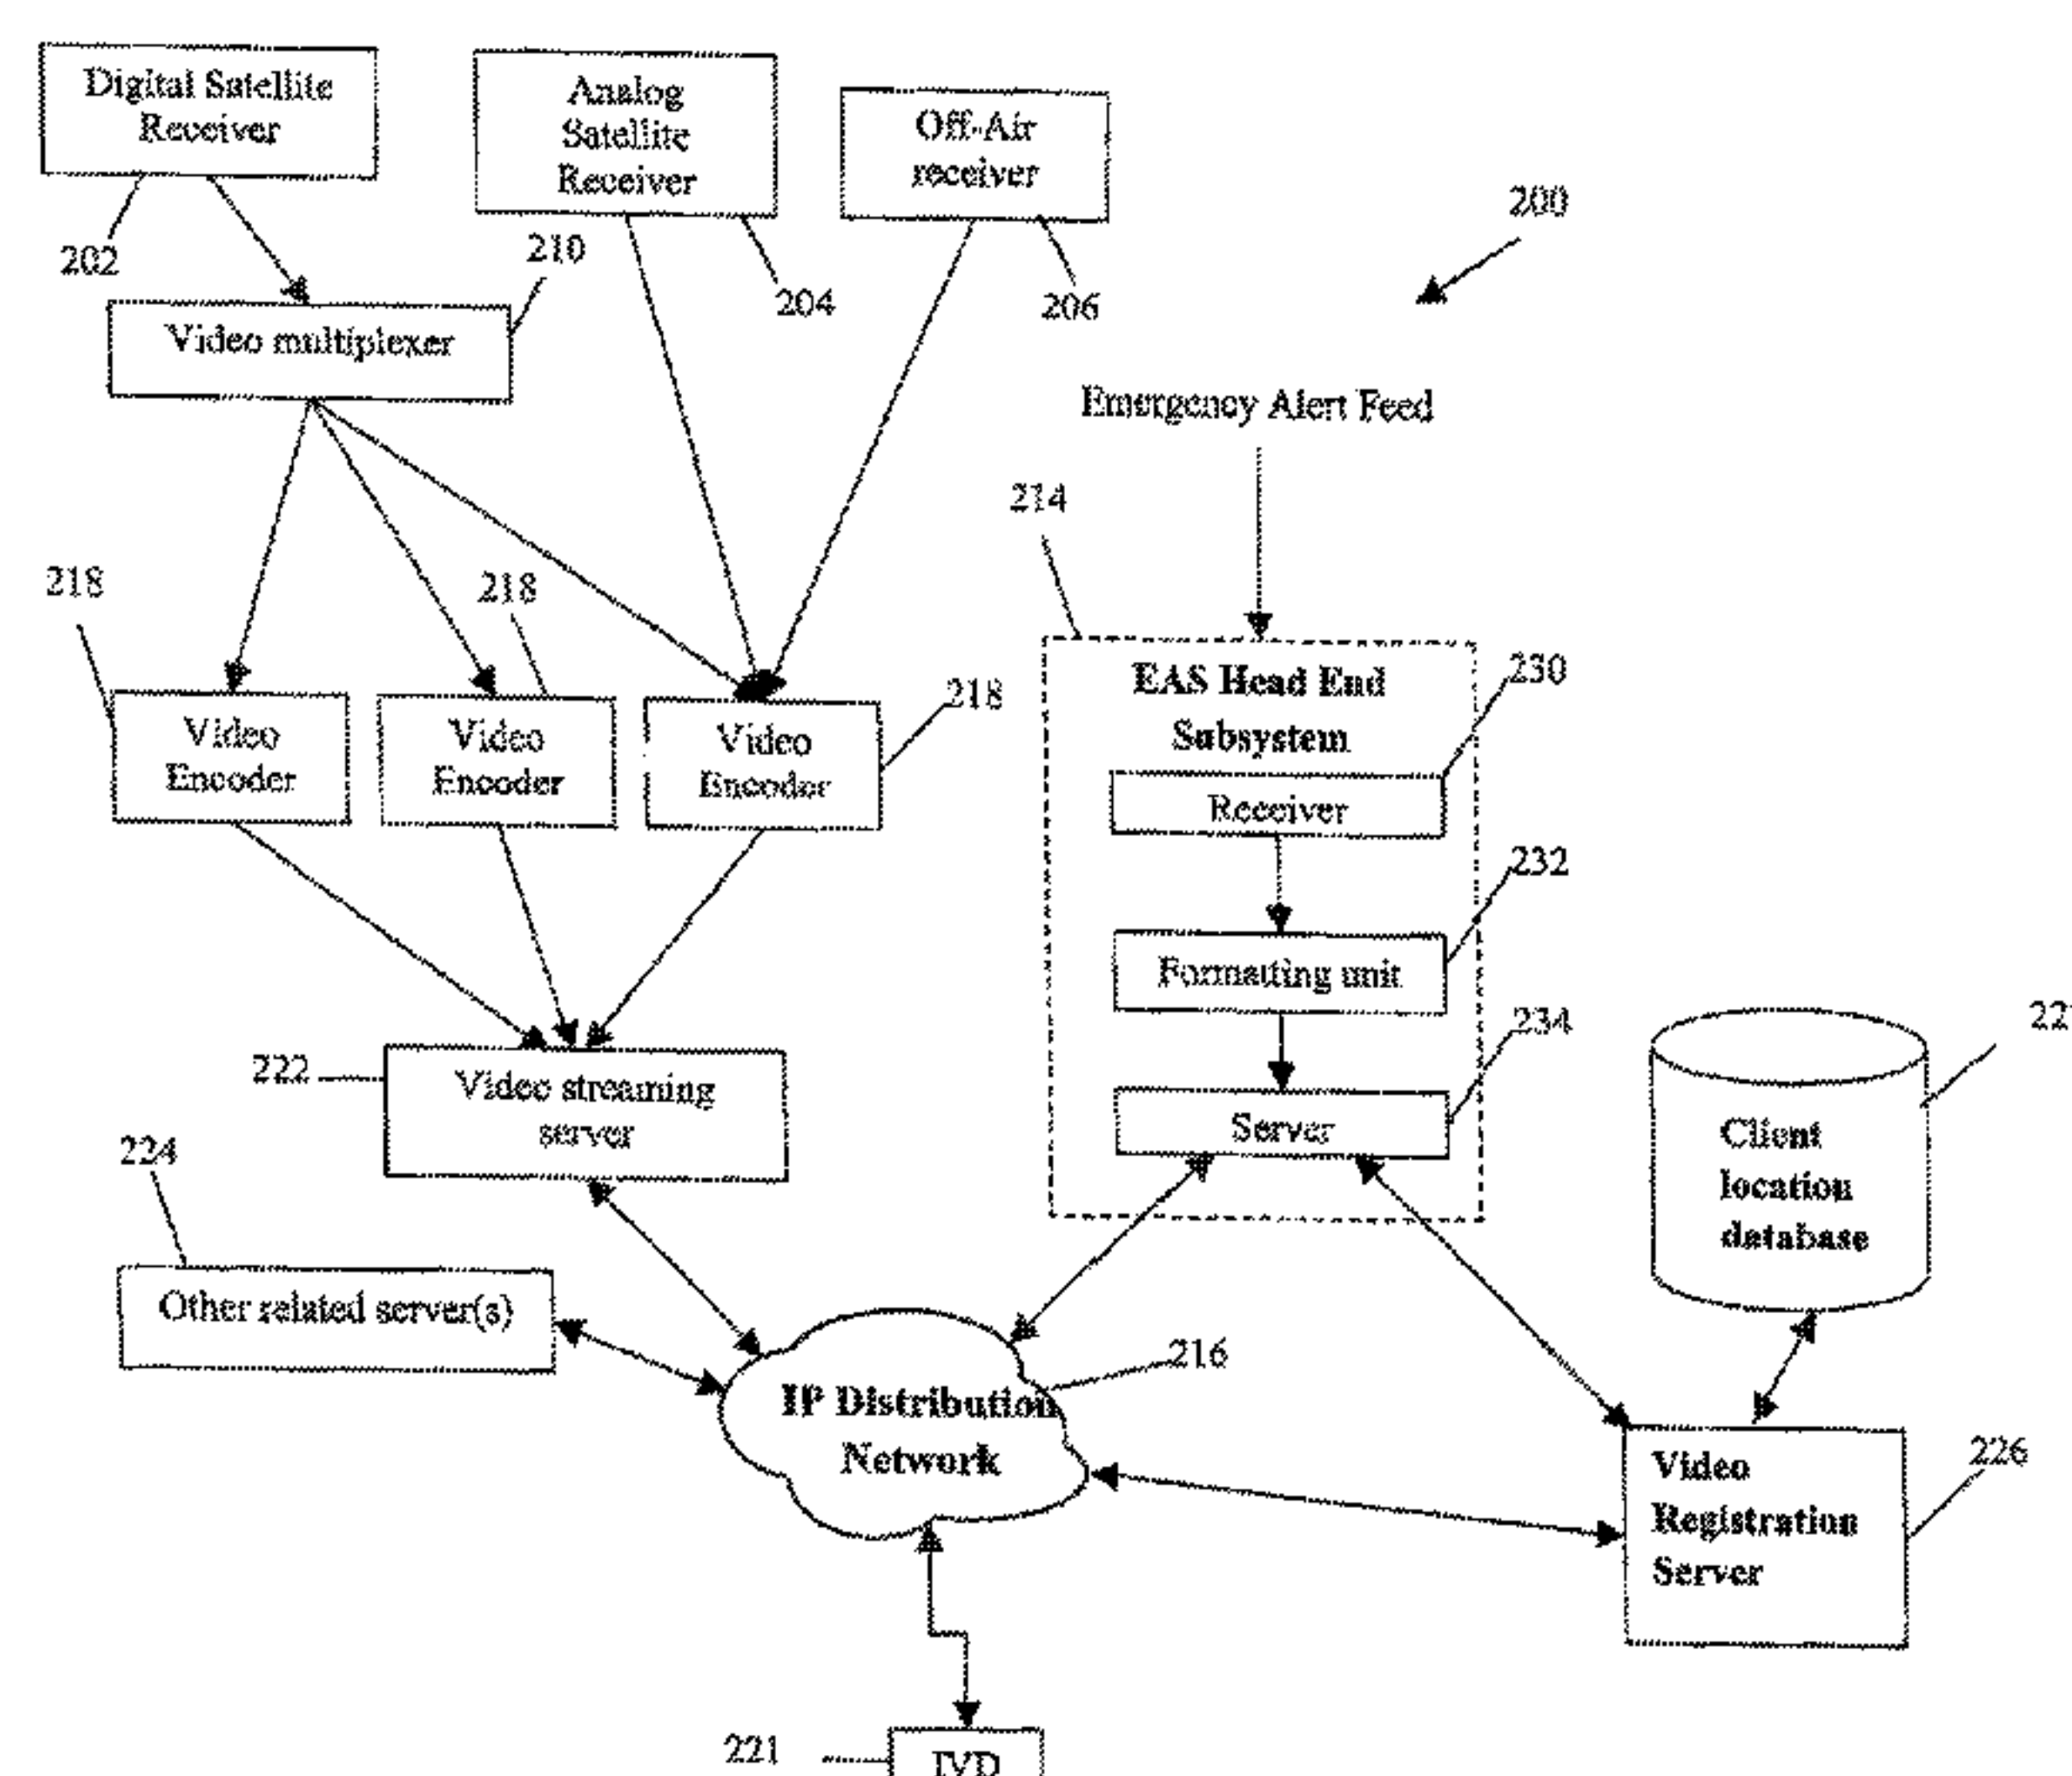 Digital Satellite
Receiver
Analog
Satellite
Receiver
Off-Air
receiver
200
202
210
204
206
Video multiplexer
Emergency Alert Feed
214
218
218
218
EAS Head End
Subsystem
230
Video
Encoder
Video
Encoder
Video
Encoder
Receiver
232
Formatting unit
234
222
Video streaming
server
Server
Client
location
database
224
Other related server(s)
216
IP Distribution
Network
226
Video
Registration
Server
221
IVD